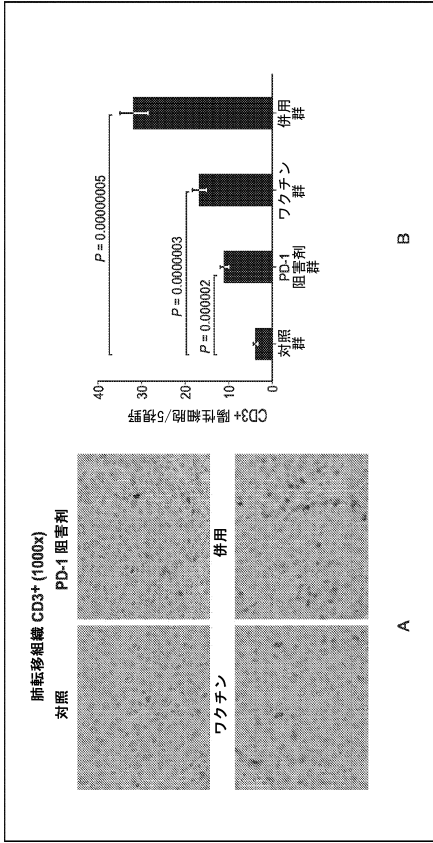 肺転移組織 CD3+ (1000x)
対照
PD-1 阻害剤
ワクチン
併用
A
CD3+ 陽性細胞/5視野
40
30
20
10
0
P = 0.00000005
P = 0.0000003
P = 0.000002
対照
群
PD-1
阻害剤
群
ワクチン
群
併用
群
B